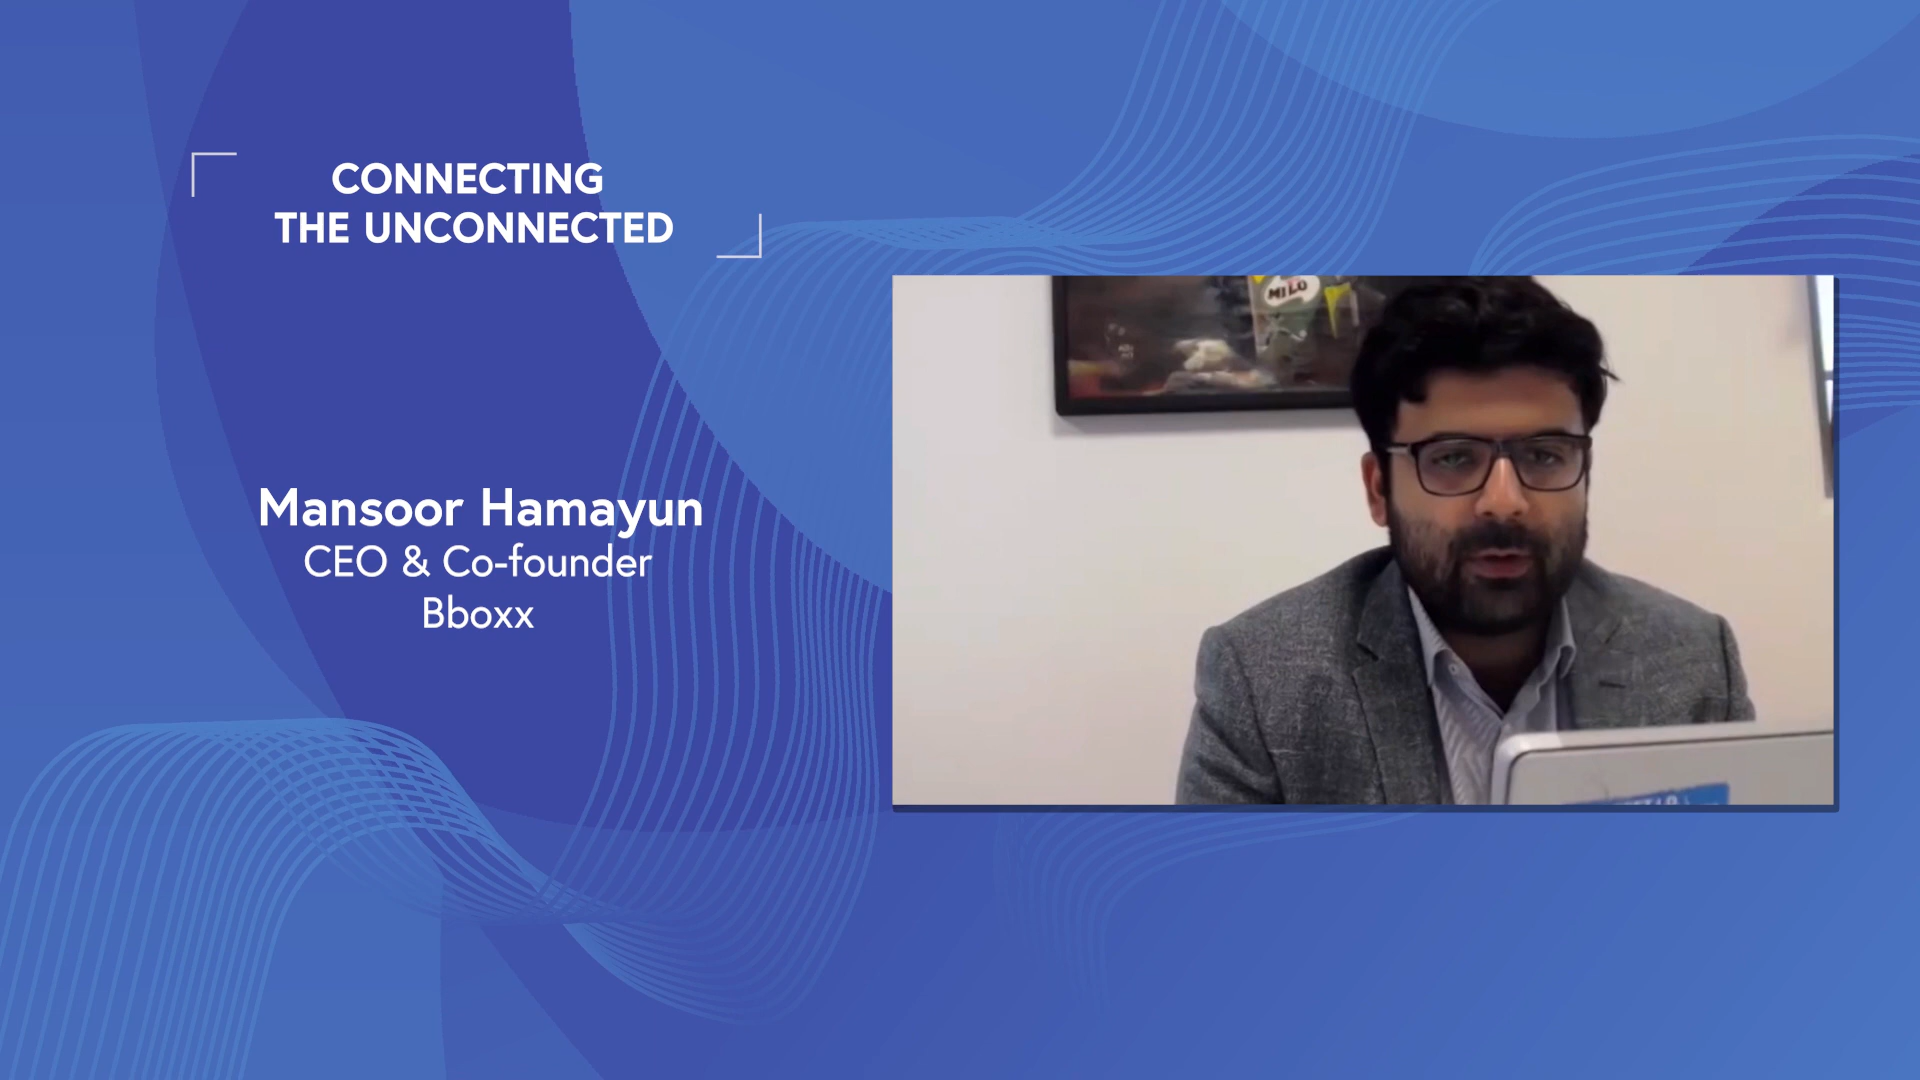 CONNECTING
THE UNCONNECTED
Mansoor Hamayun
CEO & Co-founder
Bboxx
MILO